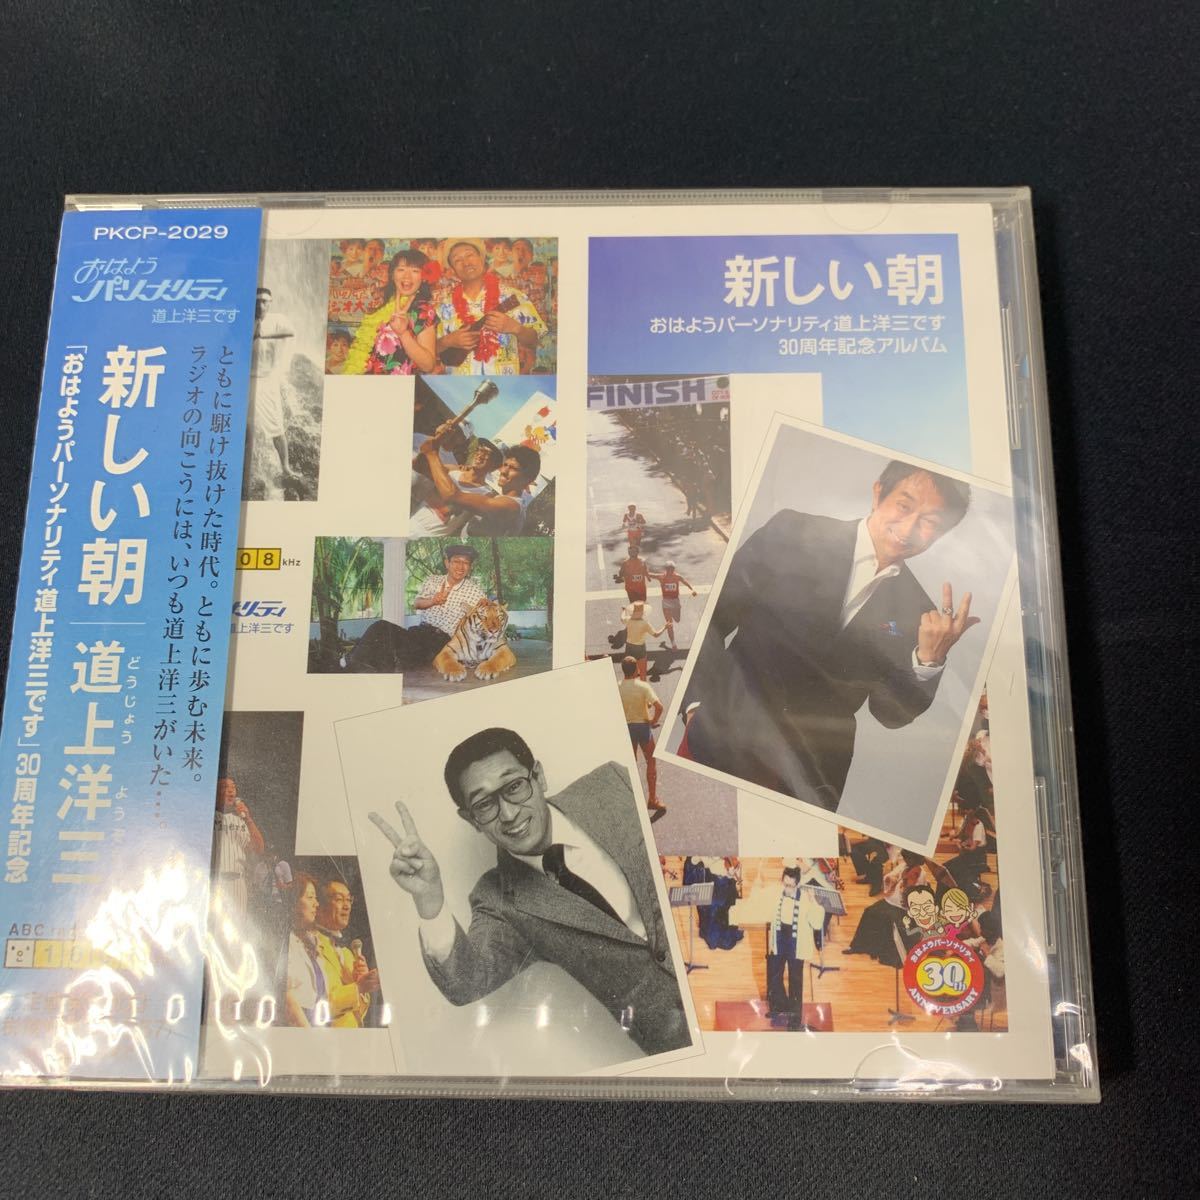 PKCP-2029
おはよう
パーソナリティ
道上洋三です
ともに駆け抜けた時代。ともに歩む未来。
ラジオの向こうには、いつも道上洋三がいた……。
新しい朝
道上洋三
どうじょう
「おはようパーソナリティ道上洋三です」30周年記念
ABC
新しい朝
おはようパーソナリティ道上洋三です
30周年記念アルバム
FINISH
08 kHz
道上洋三です
おはようパーソナリティ
30th
ANNIVERSARY